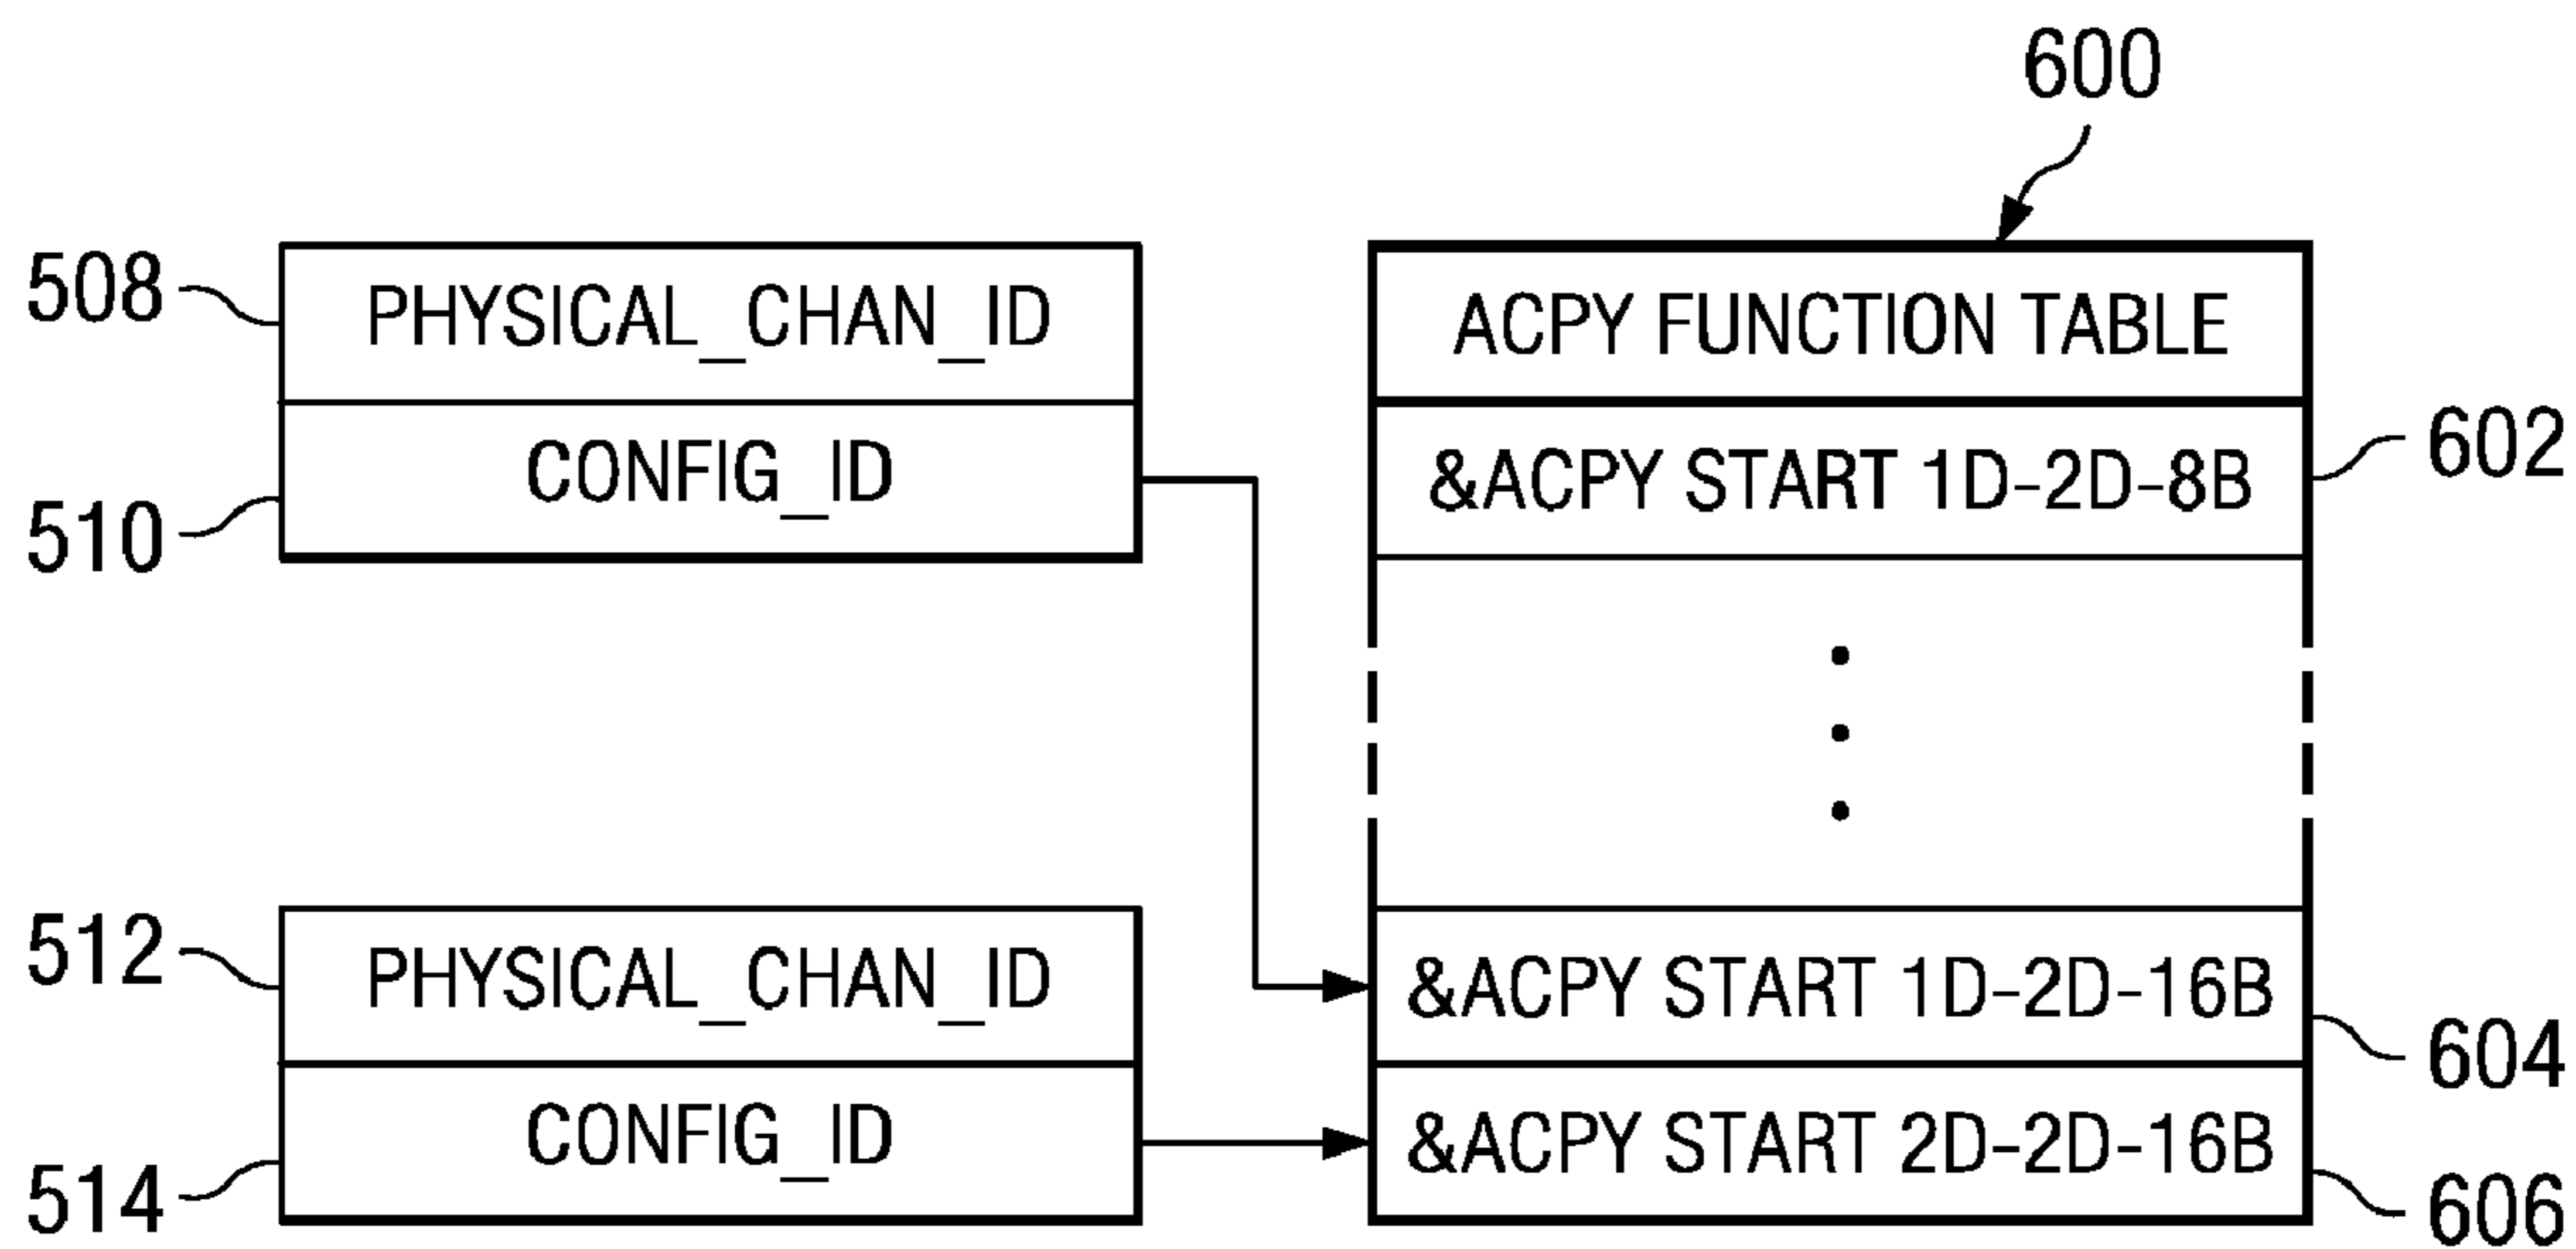 600
508
PHYSICAL_CHAN_ID
510
CONFIG_ID
ACPY FUNCTION TABLE
&ACPY START 1D-2D-8B
602
512
PHYSICAL_CHAN_ID
514
CONFIG_ID
&ACPY START 1D-2D-16B
604
&ACPY START 2D-2D-16B
606